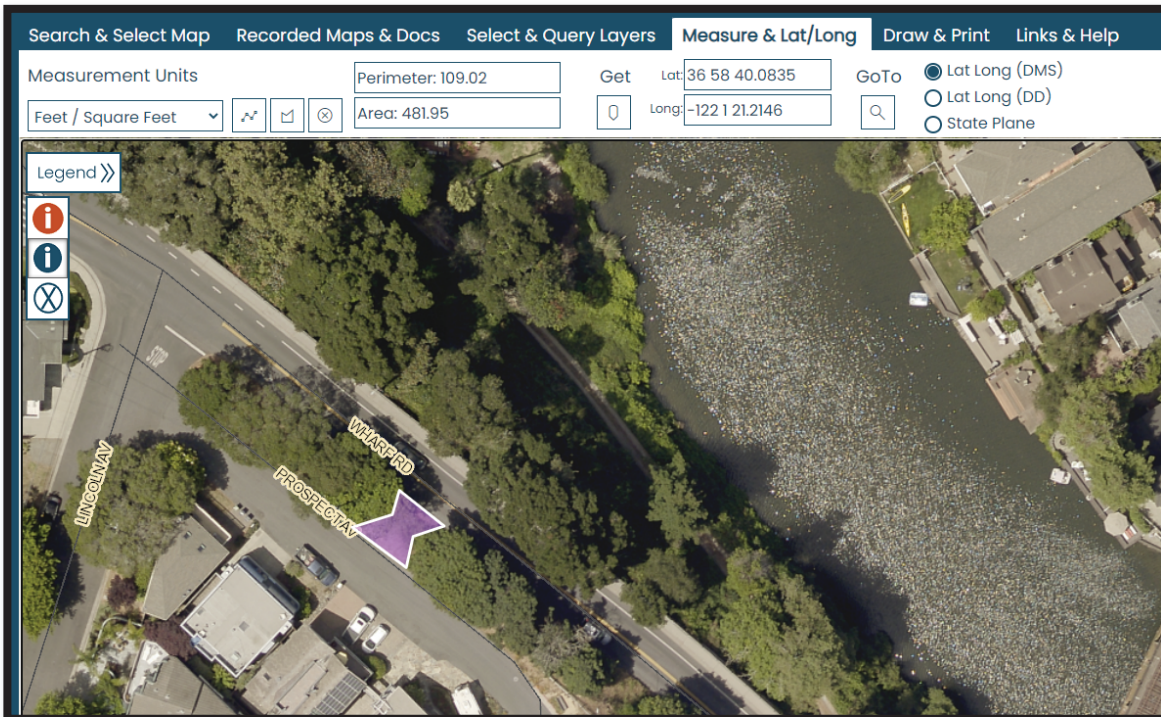 Search & Select Map
Recorded Maps & Docs
Select & Query Layers
Measure & Lat/Long
Draw & Print
Links & Help
Measurement Units
Feet / Square Feet
Perimeter: 109.02
Area: 481.95
Get
Lat: 36 58 40.0835
Long: -122 1 21.2146
GoTo
Lat Long (DMS)
Lat Long (DD)
State Plane
Legend
i
i
WHARF RD
PROSPECT AV
LINCOLN AV